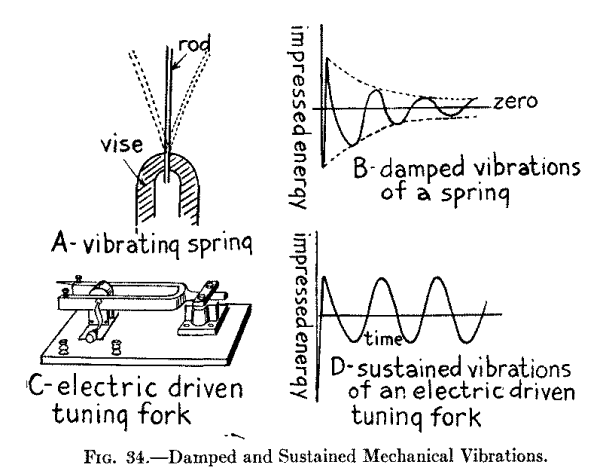 rod
vise
A-vibrating spring
impressed energy
zero
B-damped vibrations
of a spring
C-electric driven
tuning fork
impressed energy
time
D-sustained vibrations
of an electric driven
tuning fork
FIG. 34.—Damped and Sustained Mechanical Vibrations.